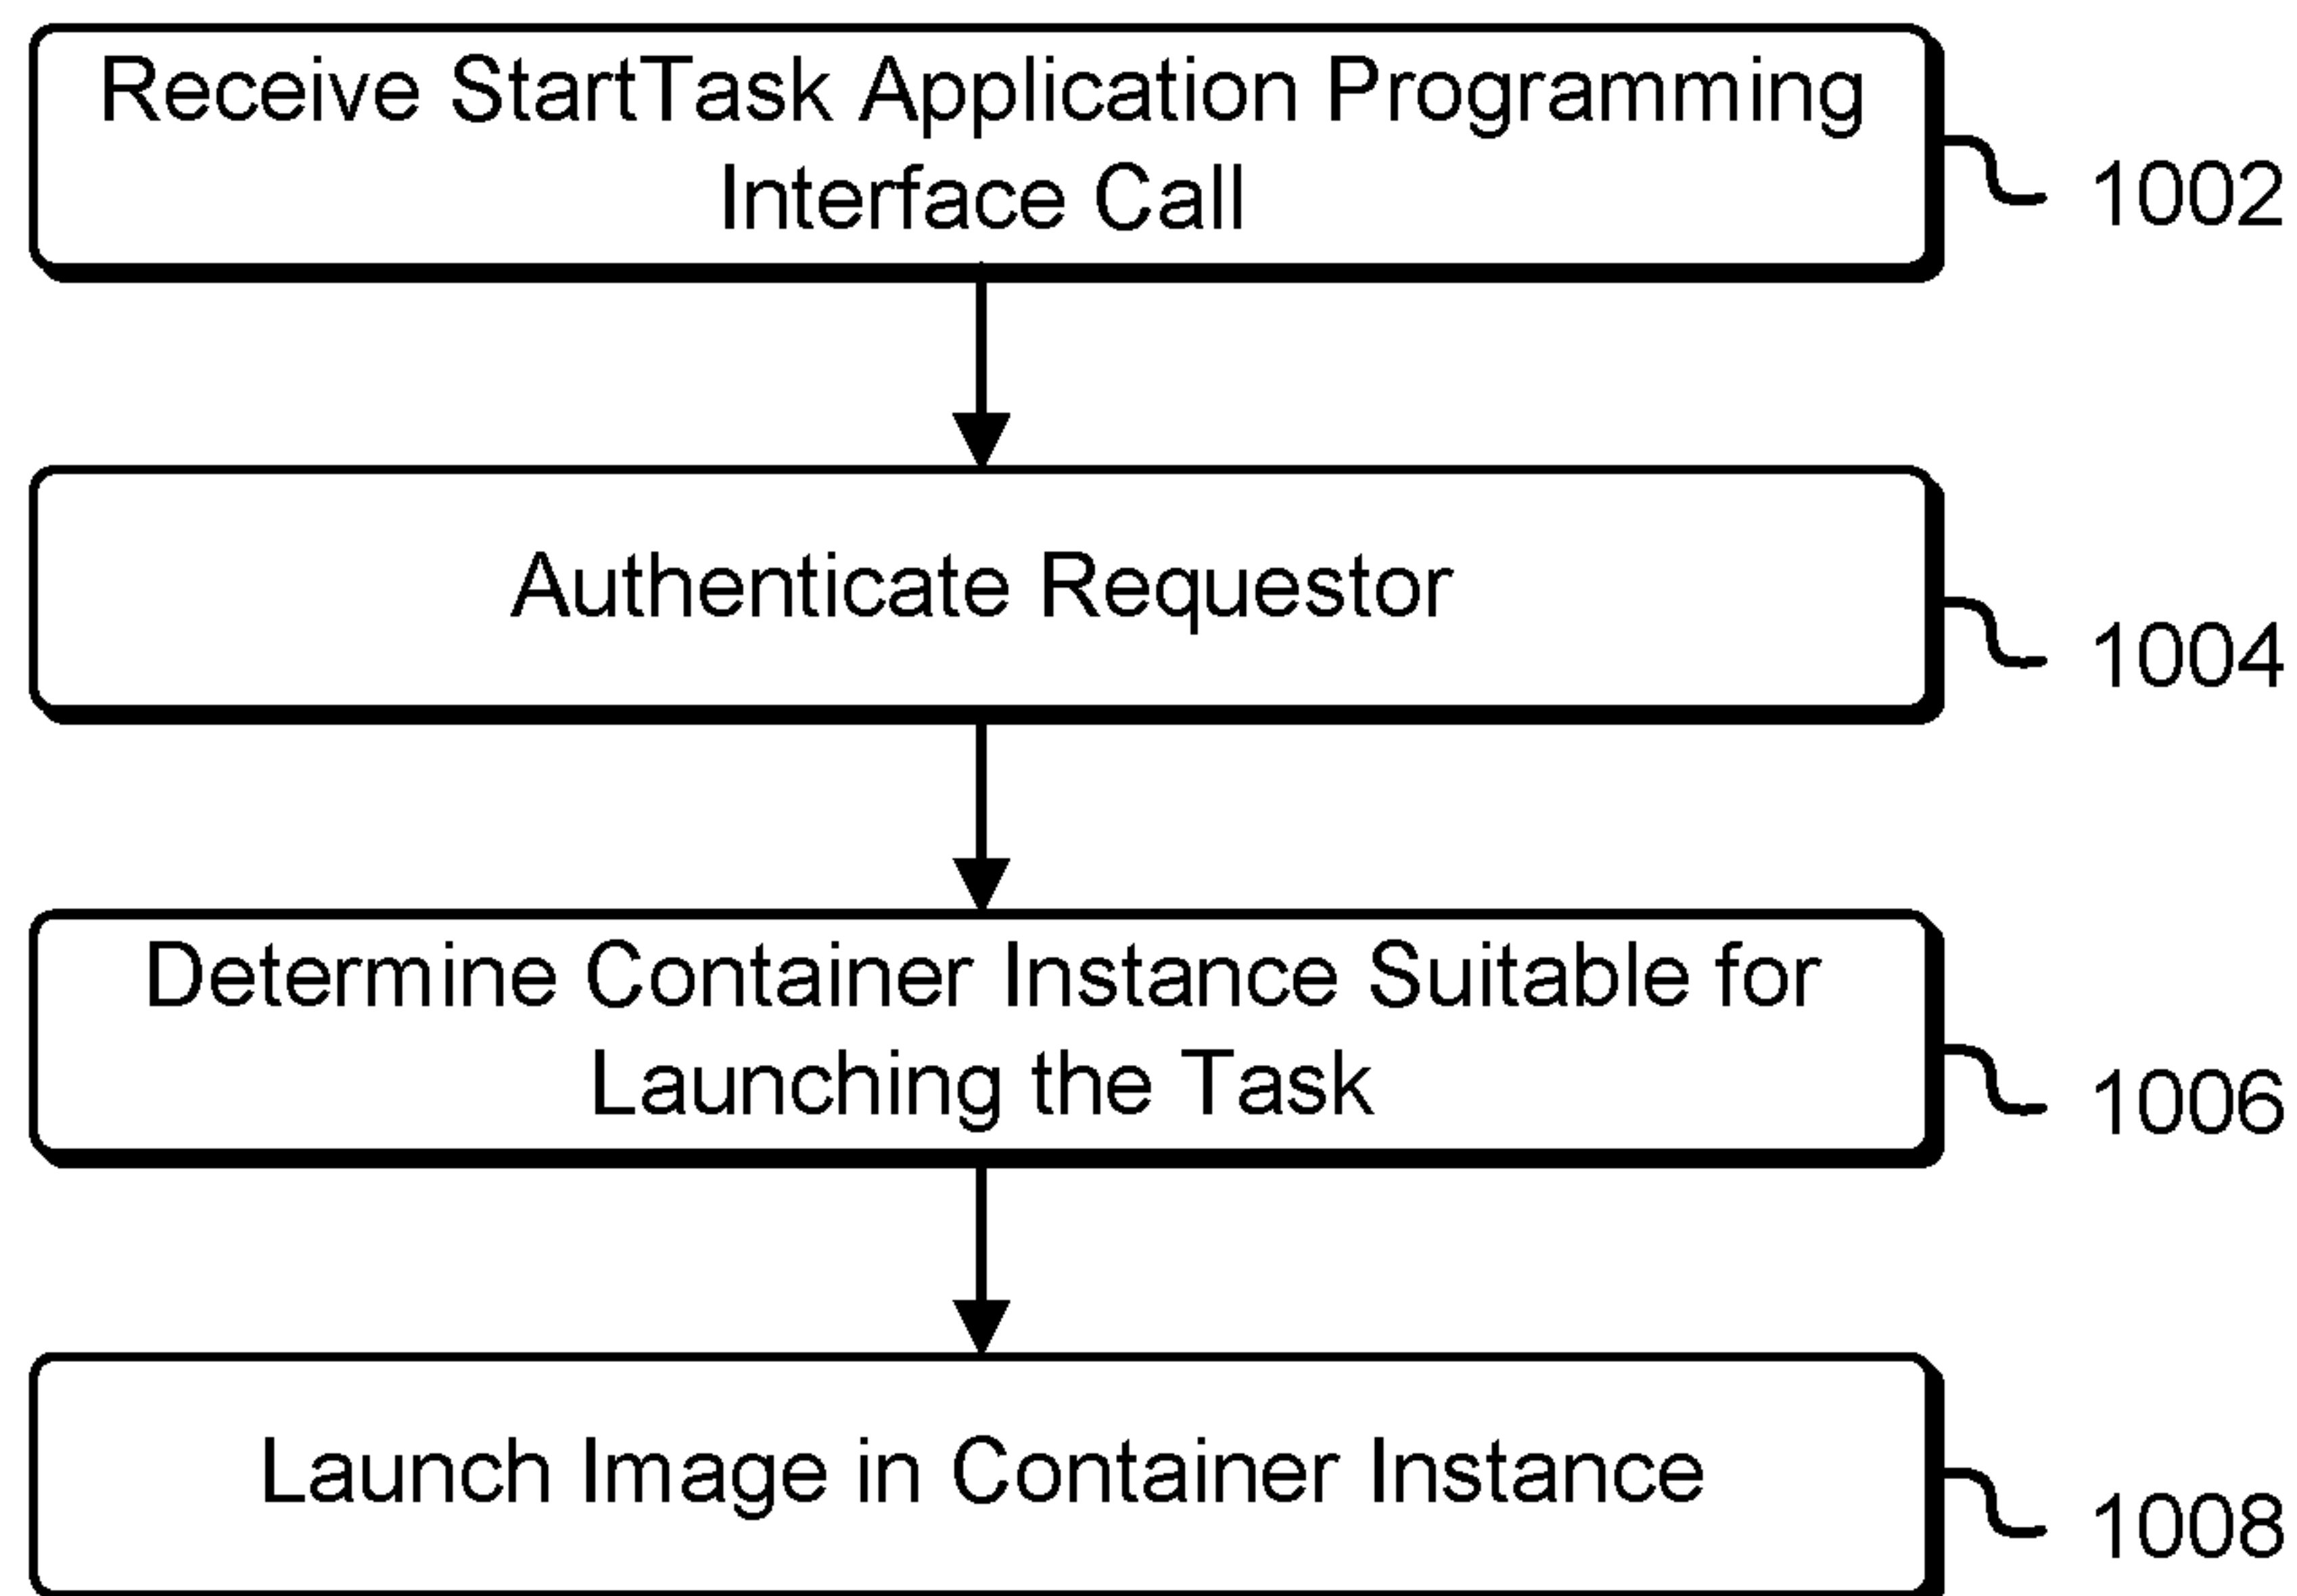 Receive StartTask Application Programming
Interface Call
1002
Authenticate Requestor
1004
Determine Container Instance Suitable for
Launching the Task
1006
Launch Image in Container Instance
1008